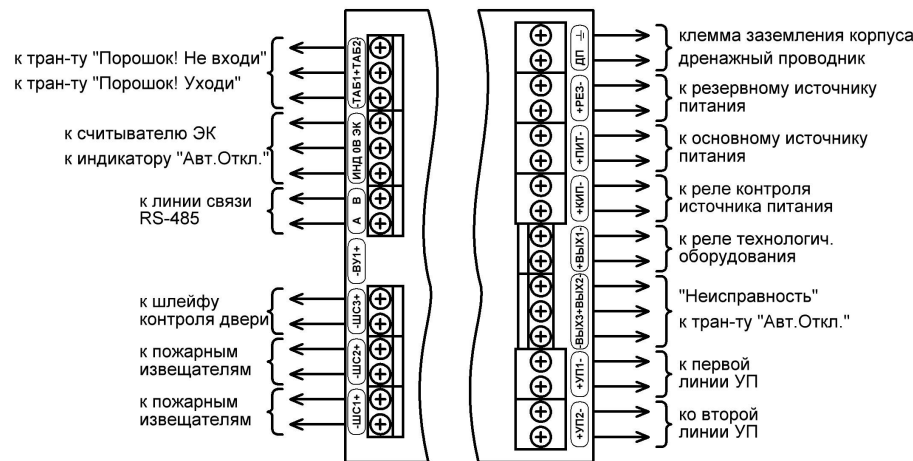 к тран-ту "Порошок! Не входи"
к тран-ту "Порошок! Уходи"
-ТАБ1+ТАБ2
к считывателю ЭК
к индикатору "Авт.Откл."
ИНД 0В ЭК
к линии связи
RS-485
A B
-ВУ1+
к шлейфу
контроля двери
-ШС3+
к пожарным
извещателям
-ШС2+
к пожарным
извещателям
-ШС1+
ДП
клемма заземления корпуса
дренажный проводник
+РЕЗ-
к резервному источнику
питания
+ПИТ-
к основному источнику
питания
+КИП-
к реле контроля
источника питания
+ВЫХ1-
к реле технологич.
оборудования
-ВЫХ3+ВЫХ2-
"Неисправность"
к тран-ту "Авт.Откл."
+УП1-
к первой
линии УП
+УП2-
ко второй
линии УП